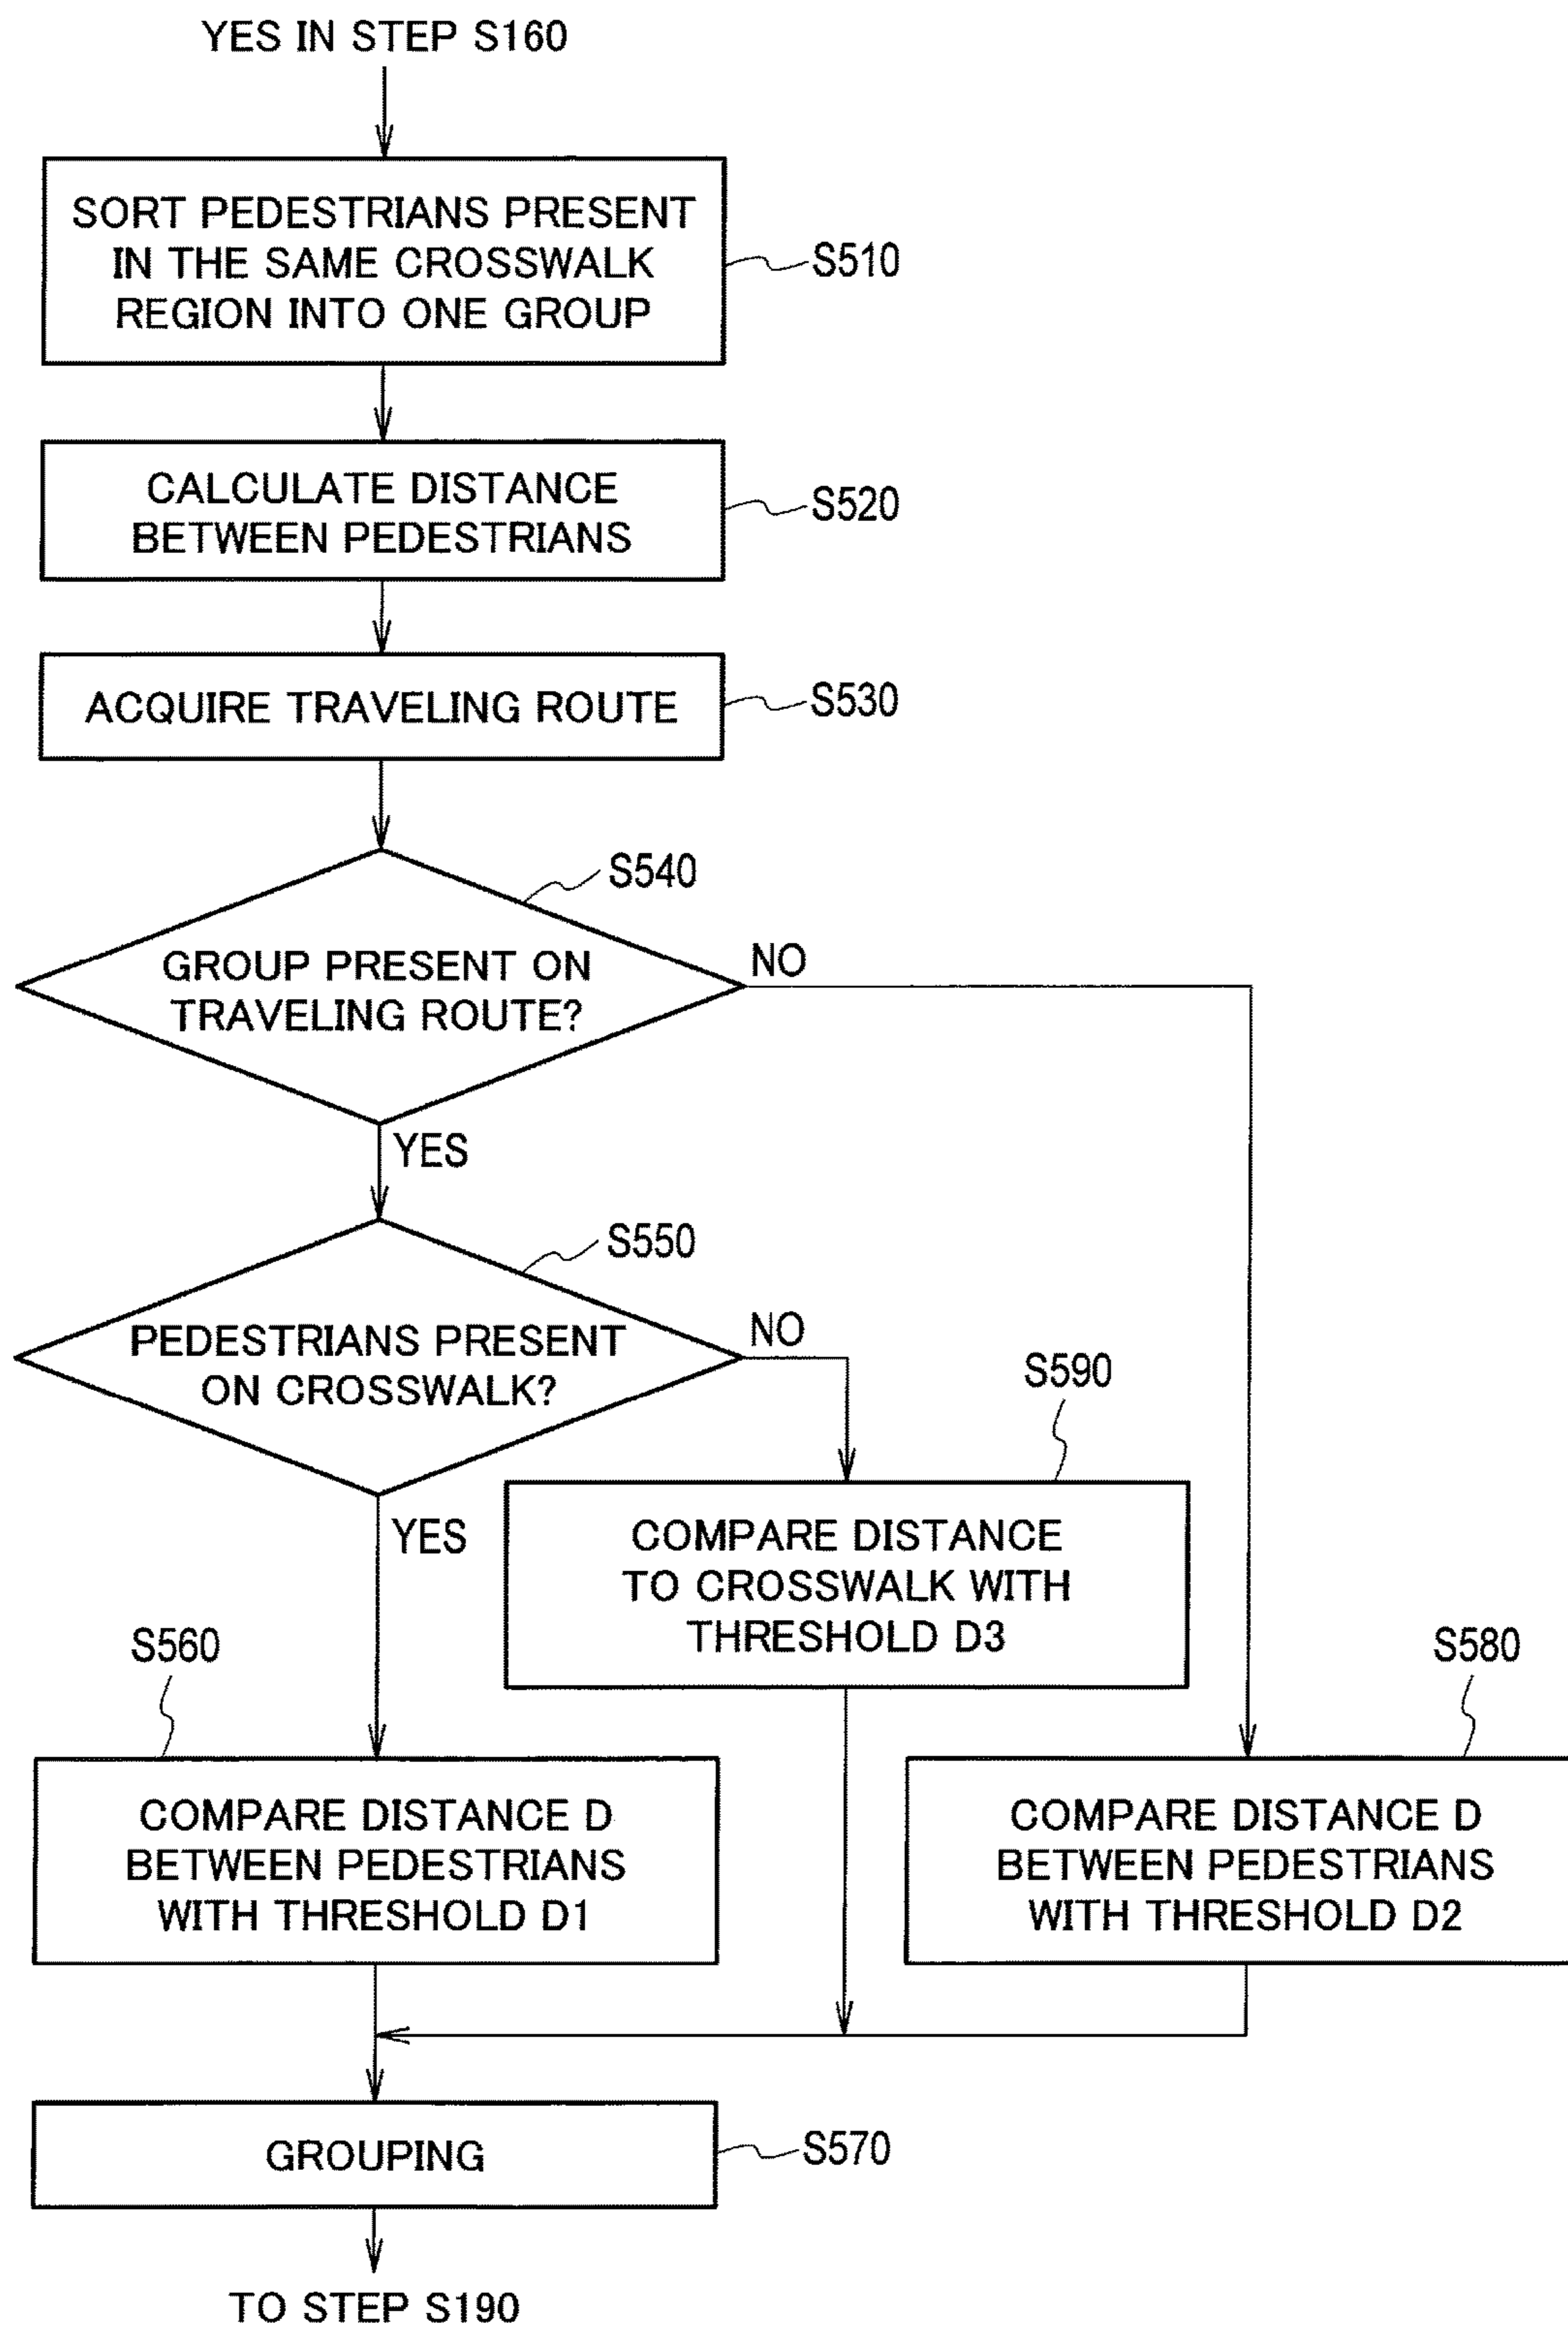 YES IN STEP S160
SORT PEDESTRIANS PRESENT
IN THE SAME CROSSWALK
REGION INTO ONE GROUP
S510
CALCULATE DISTANCE
BETWEEN PEDESTRIANS
S520
ACQUIRE TRAVELING ROUTE
S530
S540
GROUP PRESENT ON
TRAVELING ROUTE?
NO
YES
S550
PEDESTRIANS PRESENT
ON CROSSWALK?
NO
YES
S590
COMPARE DISTANCE
TO CROSSWALK WITH
THRESHOLD D3
S560
COMPARE DISTANCE D
BETWEEN PEDESTRIANS
WITH THRESHOLD D1
S580
COMPARE DISTANCE D
BETWEEN PEDESTRIANS
WITH THRESHOLD D2
GROUPING
S570
TO STEP S190